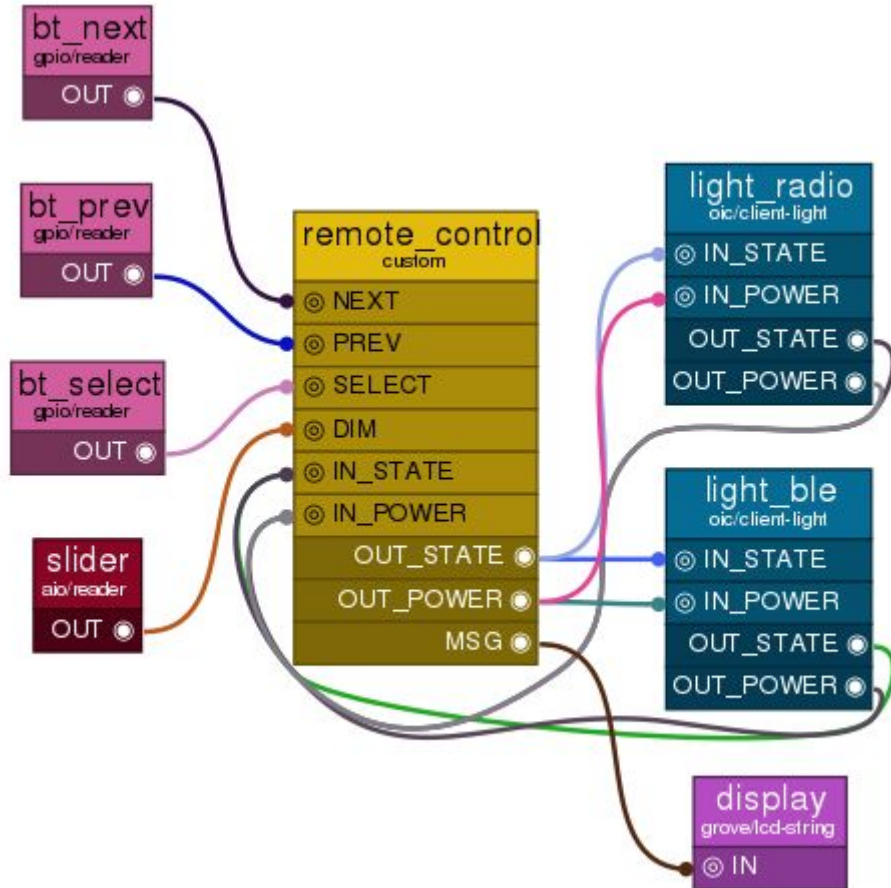 bt_next
gpio/reader
OUT
bt_prev
gpio/reader
OUT
bt_select
gpio/reader
OUT
slider
aio/reader
OUT
remote_control
custom
NEXT
PREV
SELECT
DIM
IN_STATE
IN_POWER
OUT_STATE
OUT_POWER
MSG
light_radio
oic/client-light
IN_STATE
IN_POWER
OUT_STATE
OUT_POWER
light_ble
oic/client-light
IN_STATE
IN_POWER
OUT_STATE
OUT_POWER
display
grove/lcd-string
IN